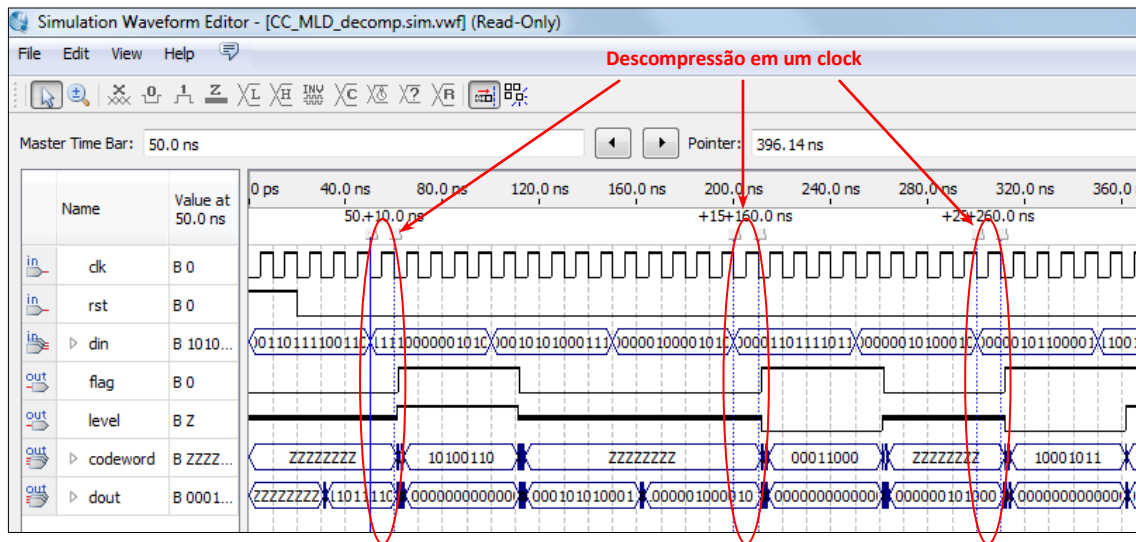 Simulation Waveform Editor - [CC_MLD_decomp.sim.vwf] (Read-Only)
File Edit View Help
Descompressão em um clock
Master Time Bar: 50.0 ns Pointer: 396.14 ns
Name Value at 50.0 ns
0 ps 40.0 ns 80.0 ns 120.0 ns 160.0 ns 200.0 ns 240.0 ns 280.0 ns 320.0 ns 360.0
50.+10.0 ns +15+160.0 ns +260.0 ns
clk B 0
rst B 0
din B 1010...
flag B 0
level B Z
codeword B ZZZZ... ZZZZZZZZ 10100110 ZZZZZZZZ 00011000 ZZZZZZZZ 10001011
dout B 0001...